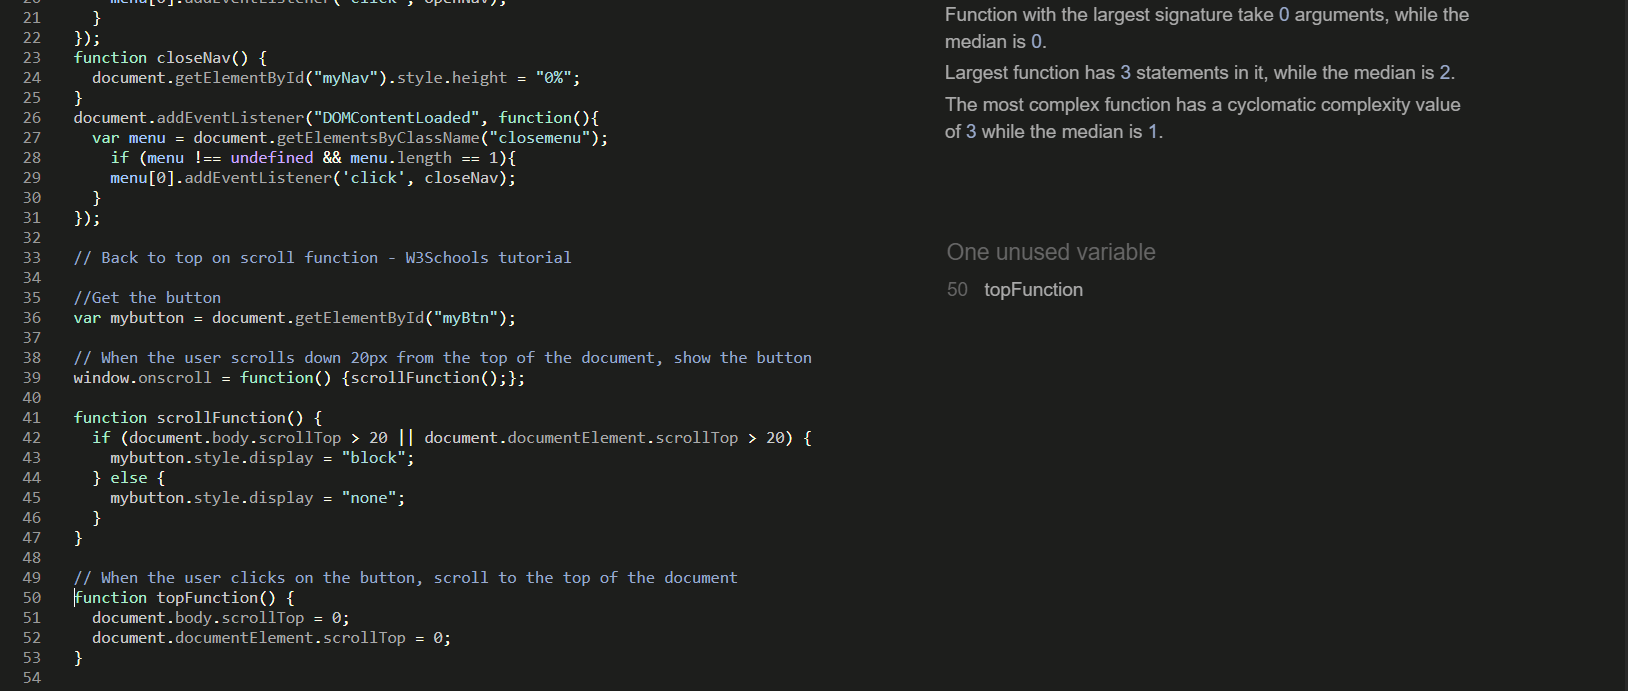 20 menu[0].addEventListener('click', openNav);
21 }
22 });
23 function closeNav() {
24 document.getElementById("myNav").style.height = "0%";
25 }
26 document.addEventListener("DOMContentLoaded", function(){
27 var menu = document.getElementsByClassName("closemenu");
28 if (menu !== undefined && menu.length == 1){
29 menu[0].addEventListener('click', closeNav);
30 }
31 });
32
33 // Back to top on scroll function - W3Schools tutorial
34
35 //Get the button
36 var mybutton = document.getElementById("myBtn");
37
38 // When the user scrolls down 20px from the top of the document, show the button
39 window.onscroll = function() {scrollFunction();};
40
41 function scrollFunction() {
42 if (document.body.scrollTop > 20 || document.documentElement.scrollTop > 20) {
43 mybutton.style.display = "block";
44 } else {
45 mybutton.style.display = "none";
46 }
47 }
48
49 // When the user clicks on the button, scroll to the top of the document
50 function topFunction() {
51 document.body.scrollTop = 0;
52 document.documentElement.scrollTop = 0;
53 }
54
Function with the largest signature take 0 arguments, while the
median is 0.
Largest function has 3 statements in it, while the median is 2.
The most complex function has a cyclomatic complexity value
of 3 while the median is 1.
One unused variable
50 topFunction